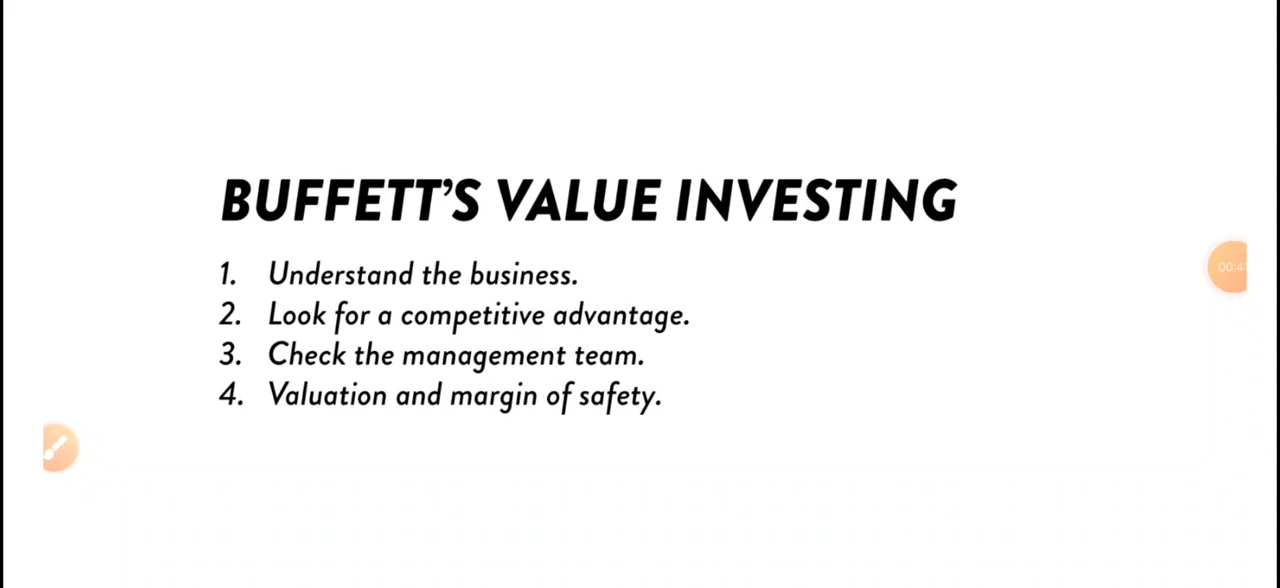 BUFFETT'S VALUE INVESTING
1. Understand the business.
2. Look for a competitive advantage.
3. Check the management team.
4. Valuation and margin of safety.